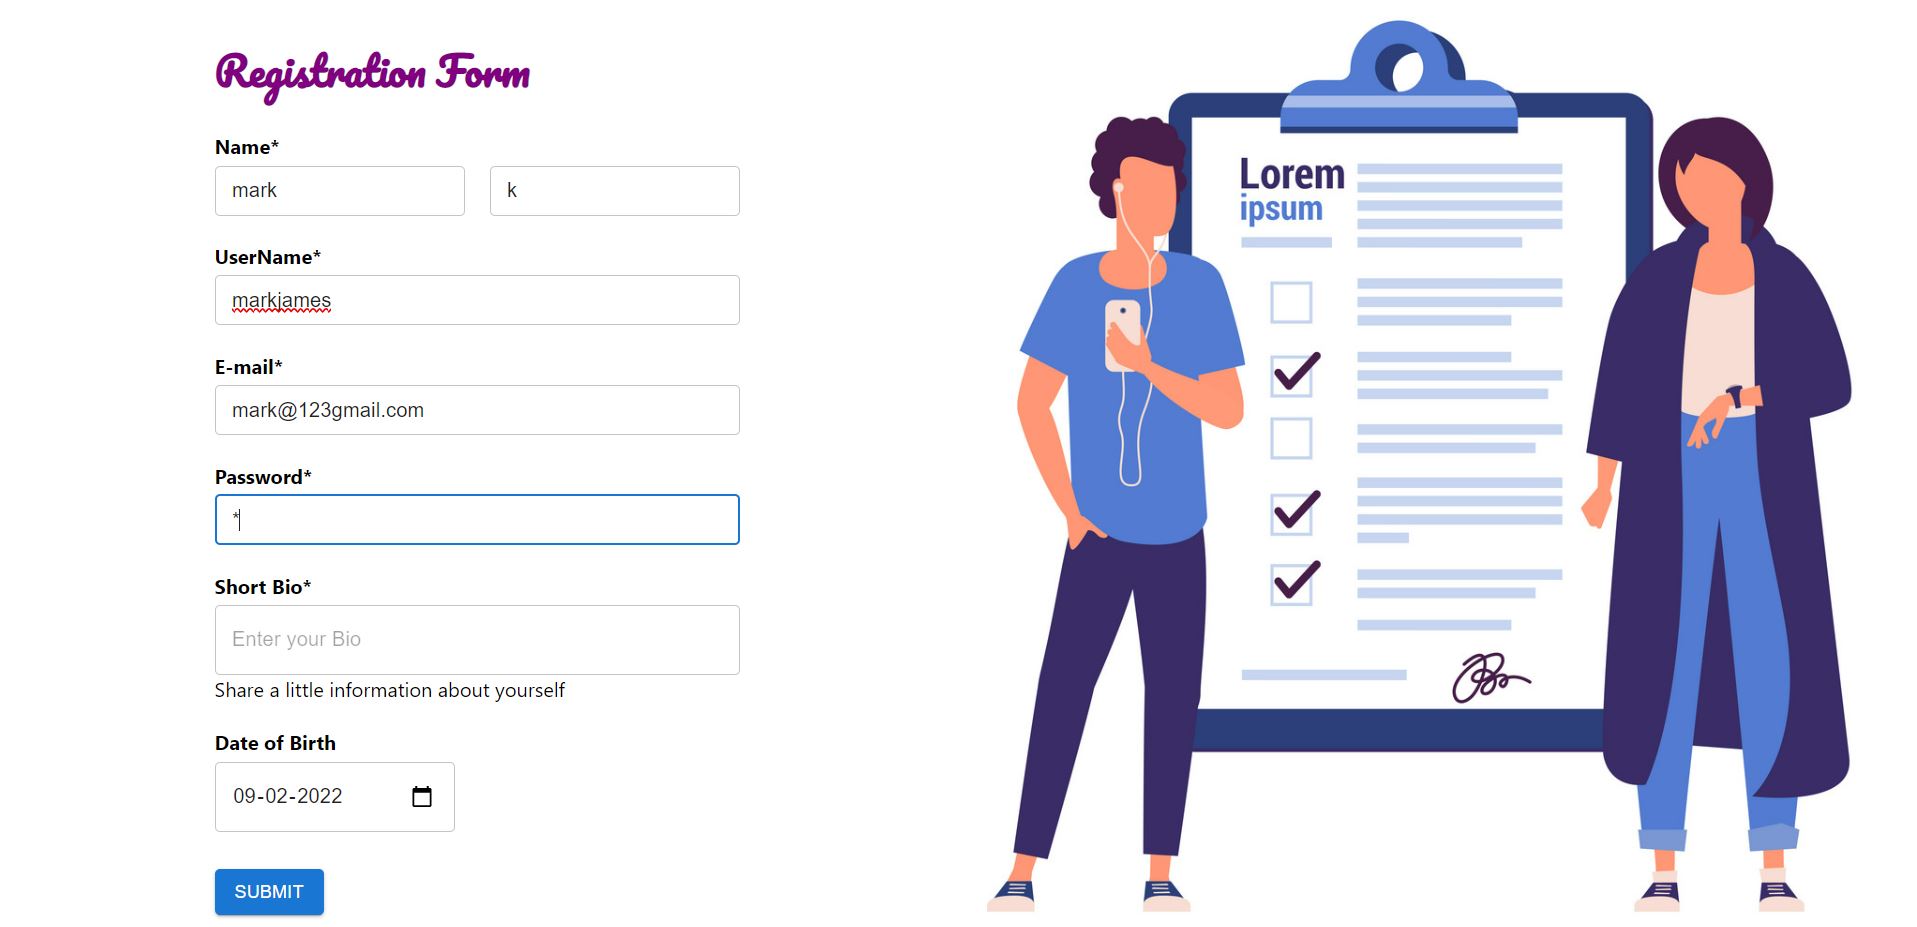 Registration Form
Name*
mark k
UserName*
markjames
E-mail*
mark@123gmail.com
Password*
*
Short Bio*
Enter your Bio
Share a little information about yourself
Date of Birth
09-02-2022
SUBMIT
Lorem
ipsum